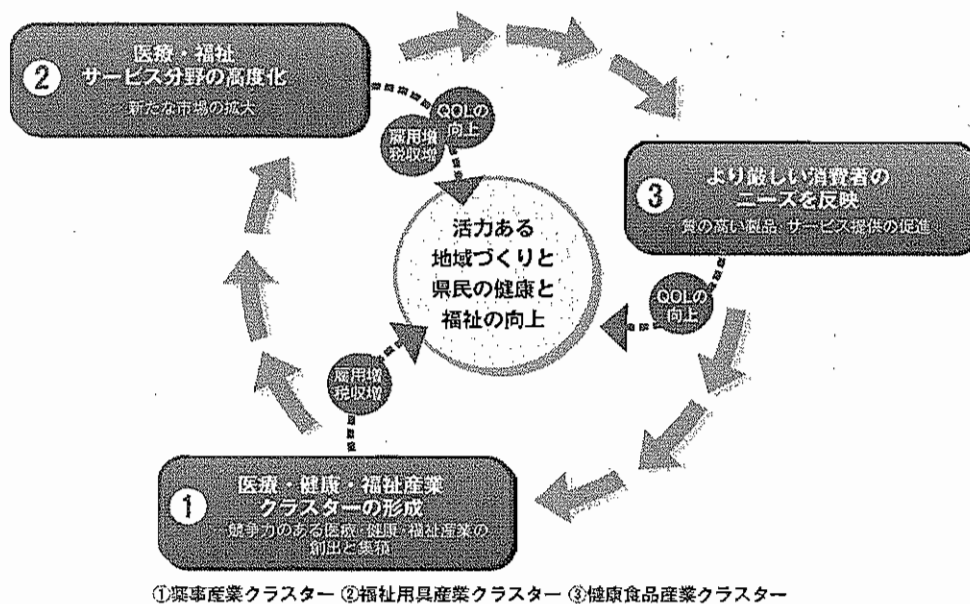 ②
医療・福祉
サービス分野の高度化
新たな市場の拡大
QOLの
向上
雇用増
税収増
③
より厳しい消費者の
ニーズを反映
質の高い製品・サービス提供の促進
活力ある
地域づくりと
県民の健康と
福祉の向上
QOLの
向上
雇用増
税収増
①
医療・健康・福祉産業
クラスターの形成
競争力のある医療・健康・福祉産業の
創出と集積
①薬事産業クラスター ②福祉用具産業クラスター ③健康食品産業クラスター